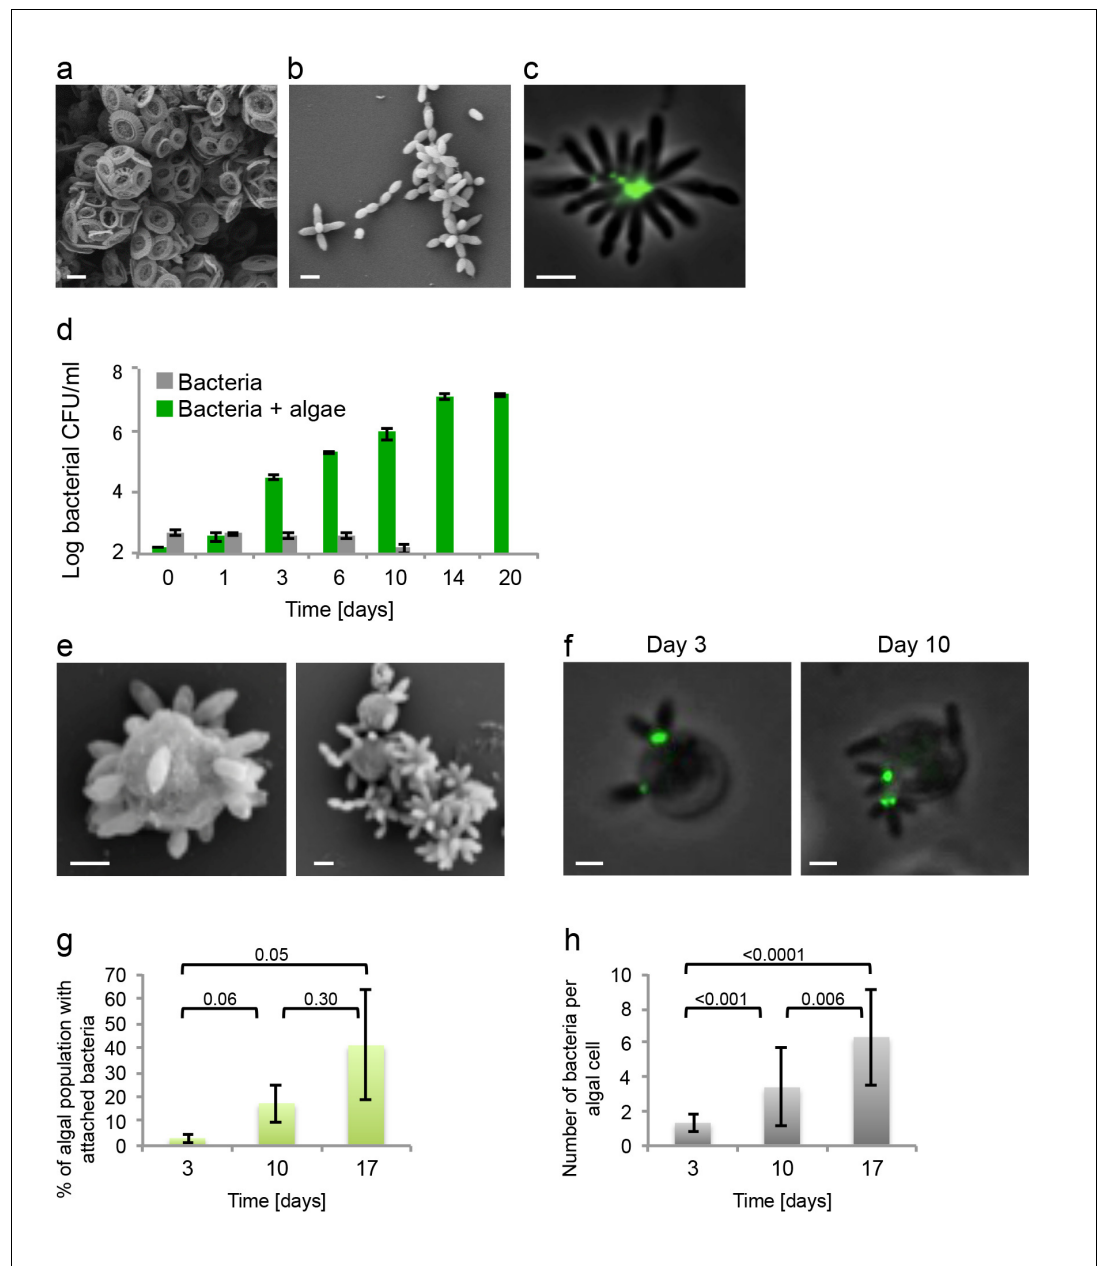 a
b
c
d
Log bacterial CFU/ml
8
6
4
2
Bacteria
Bacteria + algae
0 1 3 6 10 14 20
Time [days]
e
f
Day 3
Day 10
g
% of algal population with
attached bacteria
70
60
50
40
30
20
10
0
0.05
0.06
0.30
3 10 17
Time [days]
h
Number of bacteria per
algal cell
10
8
6
4
2
0
<0.0001
<0.001
0.006
3 10 17
Time [days]